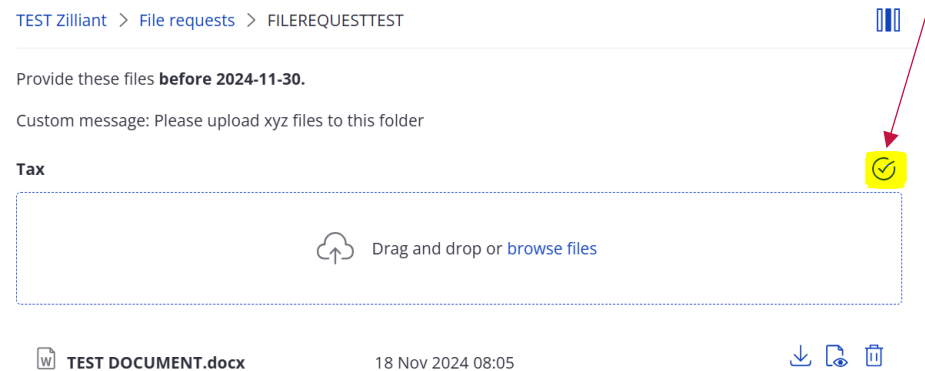 TEST Zilliant > File requests > FILEREQUESTTEST
Provide these files before 2024-11-30.
Custom message: Please upload xyz files to this folder
Tax
Drag and drop or browse files
W TEST DOCUMENT.docx 18 Nov 2024 08:05